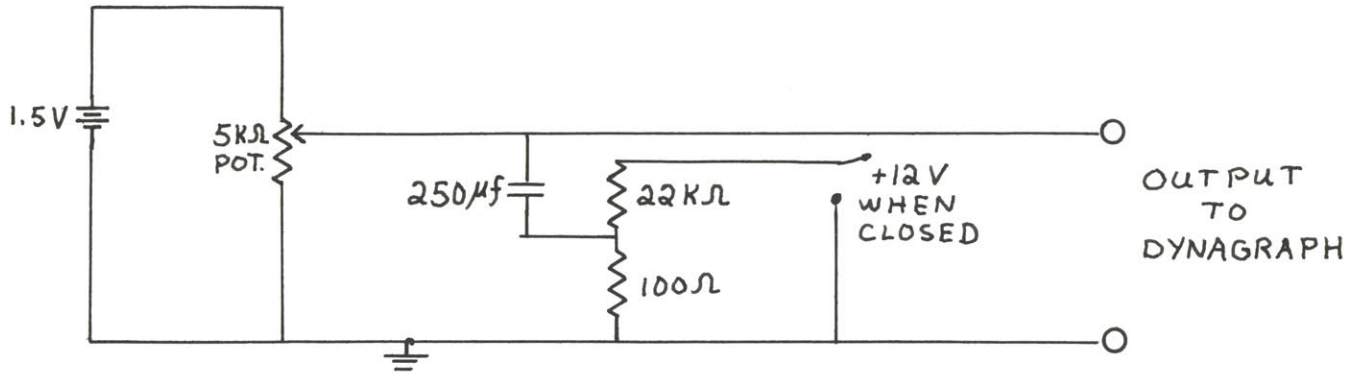 1.5V
5KΩ
POT.
250µf
22KΩ
100Ω
+12V
WHEN
CLOSED
OUTPUT
TO
DYNAGRAPH